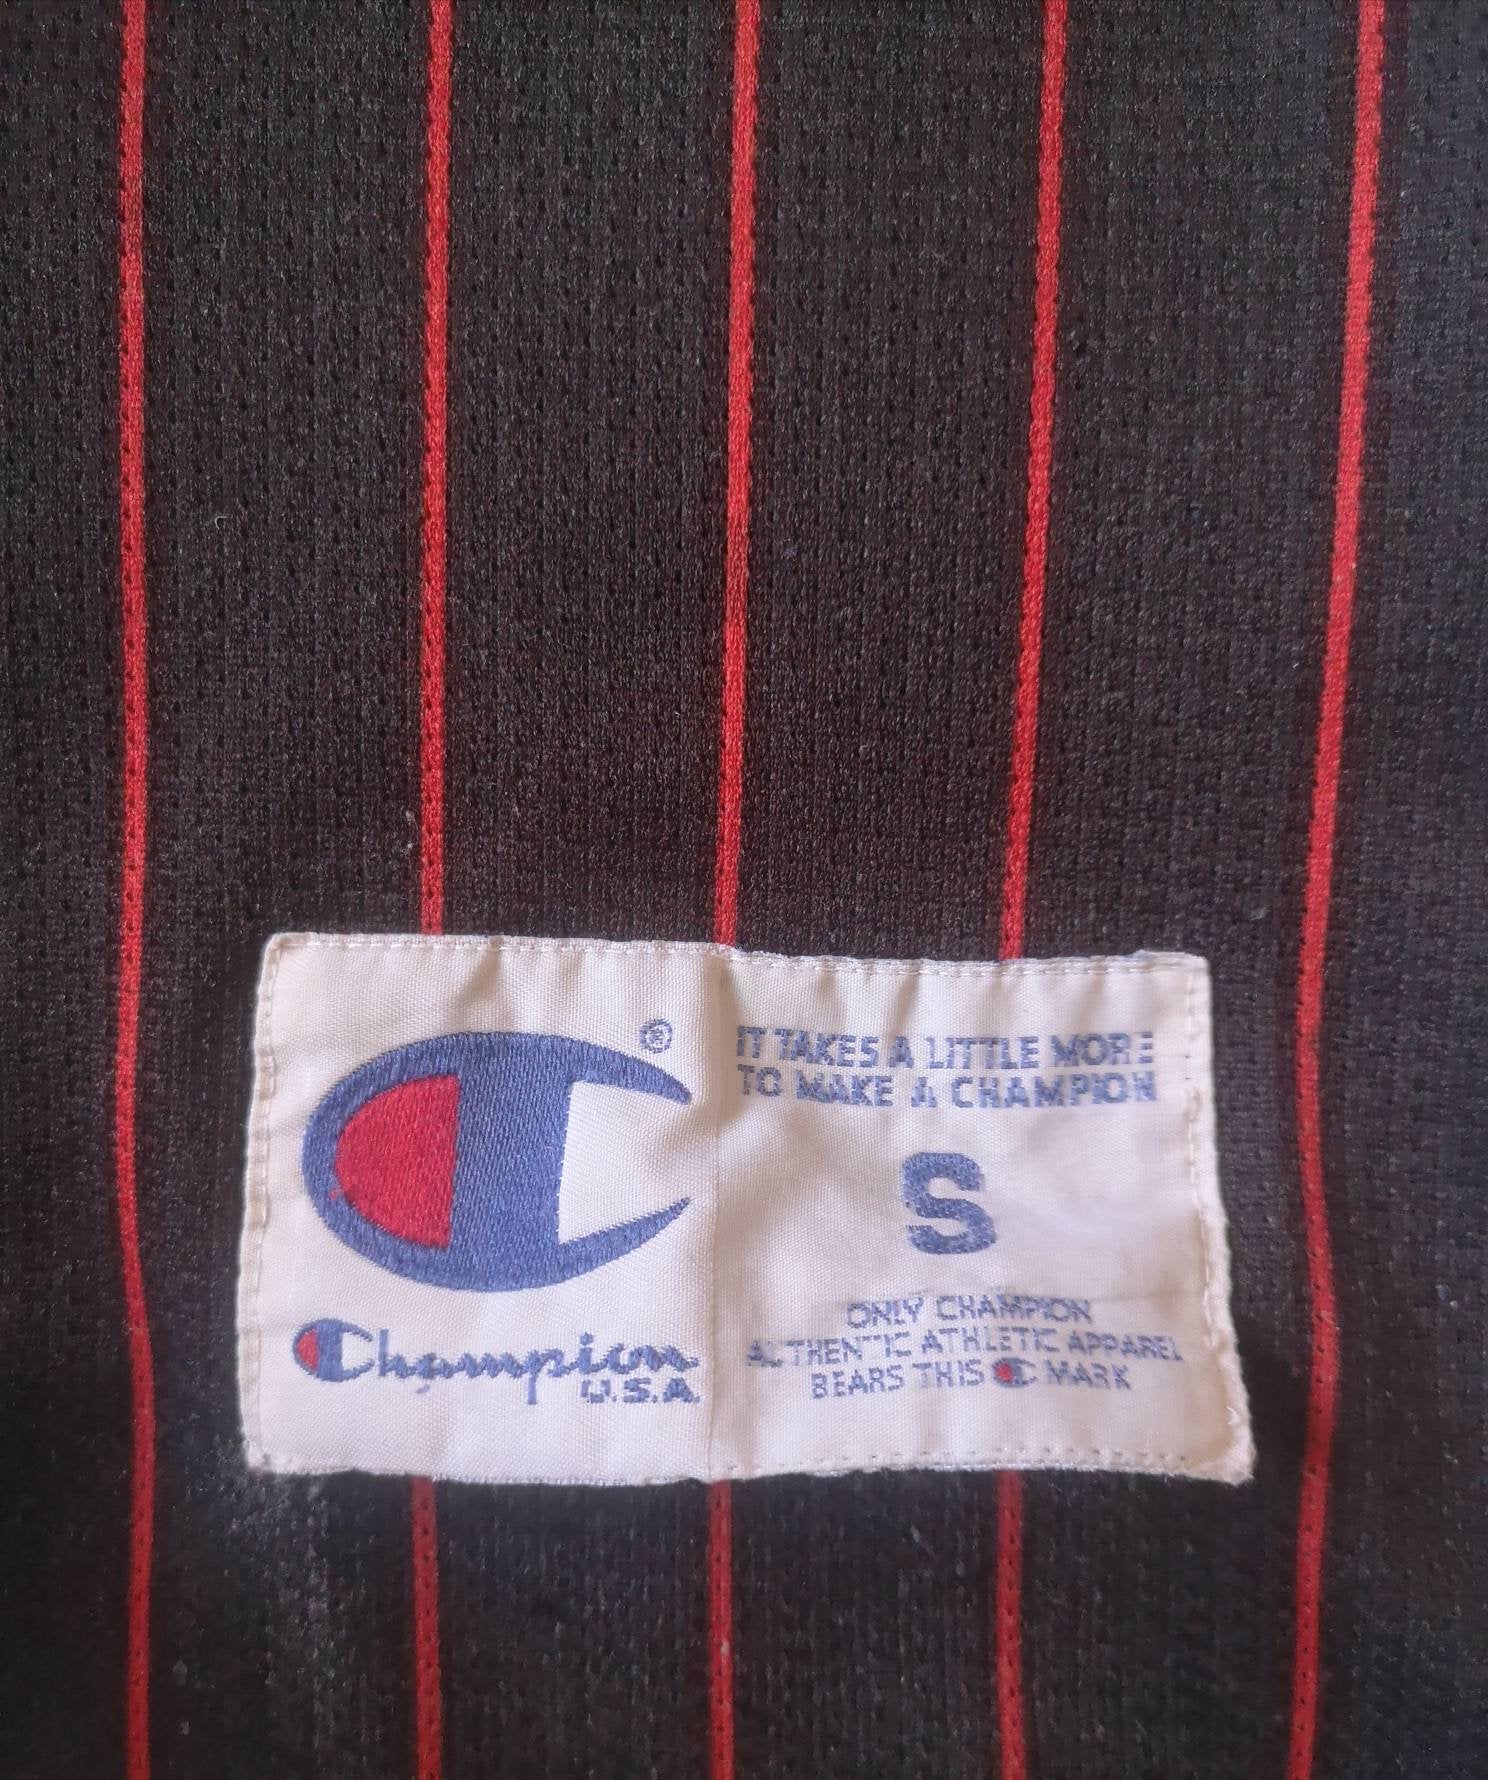 ®
Champion
U.S.A.
IT TAKES A LITTLE MORE
TO MAKE A CHAMPION
S
ONLY CHAMPION
AUTHENTIC ATHLETIC APPAREL
BEARS THIS C MARK